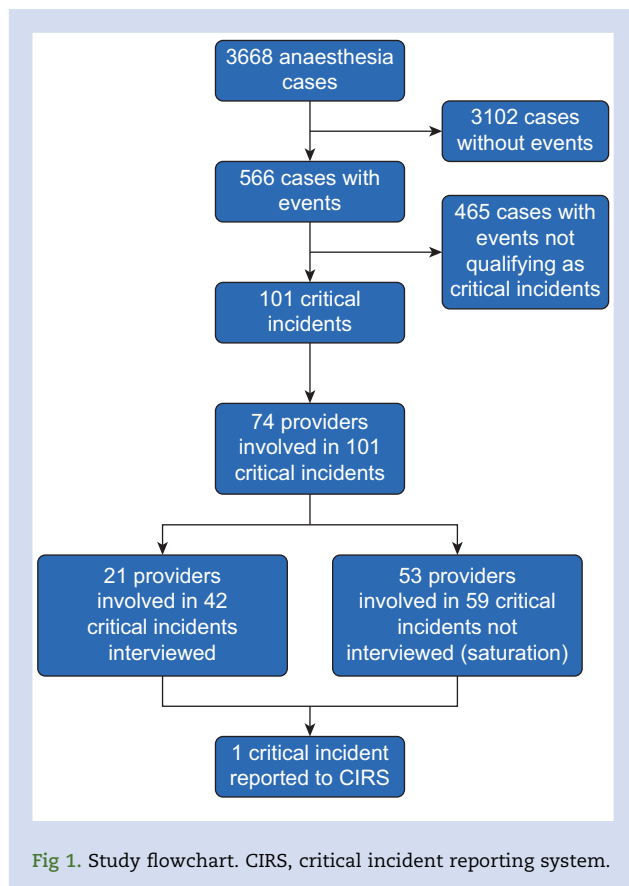 3668 anaesthesia
cases
3102 cases
without events
566 cases with
events
465 cases with
events not
qualifying as
critical incidents
101 critical
incidents
74 providers
involved in 101
critical incidents
21 providers
involved in 42
critical incidents
interviewed
53 providers
involved in 59 critical
incidents not
interviewed (saturation)
1 critical incident
reported to CIRS
Fig 1. Study flowchart. CIRS, critical incident reporting system.